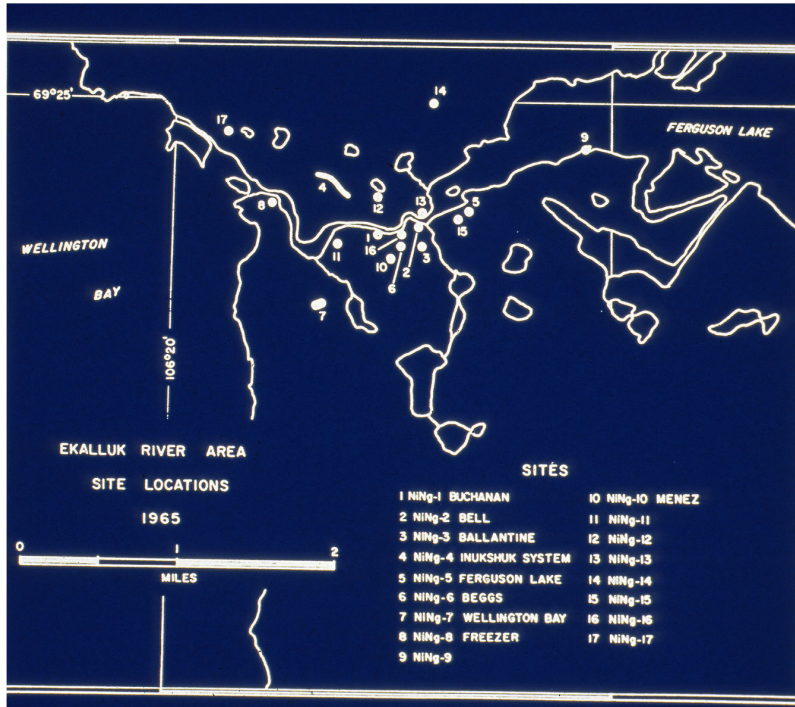 14
69°25'
17
9
FERGUSON LAKE
4
12
8
13
5
15
1
16
2
3
11
10
6
WELLINGTON
BAY
7
106°20'
EKALLUK RIVER AREA
SITE LOCATIONS
1965
0 1 2
MILES
SITES
1 NiNg-1 BUCHANAN
2 NiNg-2 BELL
3 NiNg-3 BALLANTINE
4 NiNg-4 INUKSHUK SYSTEM
5 NiNg-5 FERGUSON LAKE
6 NiNg-6 BEGGS
7 NiNg-7 WELLINGTON BAY
8 NiNg-8 FREEZER
9 NiNg-9
10 NiNg-10 MENEZ
11 NiNg-11
12 NiNg-12
13 NiNg-13
14 NiNg-14
15 NiNg-15
16 NiNg-16
17 NiNg-17